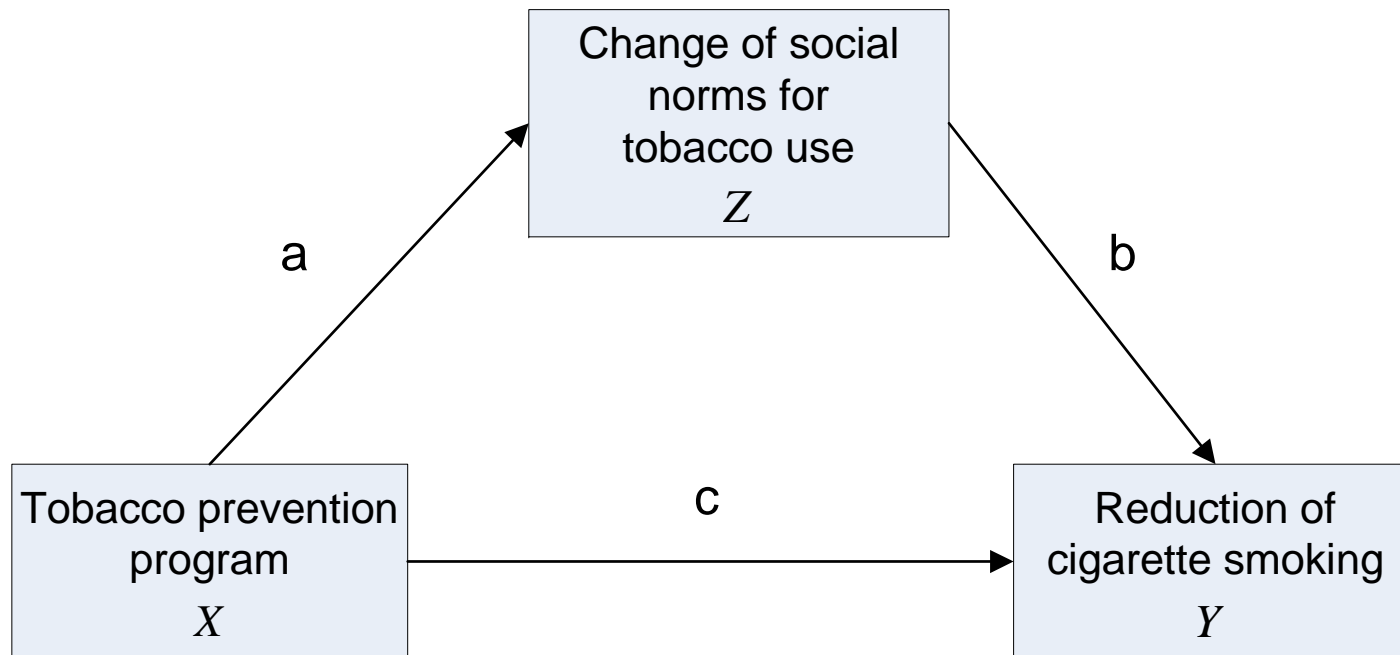 Change of social
norms for
tobacco use
Z
a
b
Tobacco prevention
program
X
c
Reduction of
cigarette smoking
Y